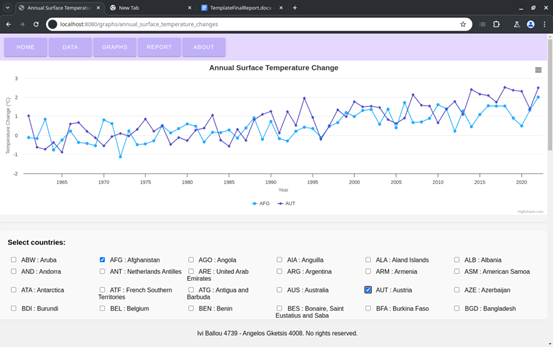 Annual Surface Temperature
New Tab
TemplateFinalReport.docx
localhost:8080/graphs/annual_surface_temperature_changes
HOME DATA GRAPHS REPORT ABOUT
Annual Surface Temperature Change
Temperature Change (°C)
3
2
1
0
-1
-2
1965 1970 1975 1980 1985 1990 1995 2000 2005 2010 2015 2020
Year
AFG AUT
Highcharts.com
Select countries:
ABW : Aruba AFG : Afghanistan AGO : Angola AIA : Anguilla ALA : Aland Islands ALB : Albania
AND : Andorra ANT : Netherlands Antilles ARE : United Arab Emirates ARG : Argentina ARM : Armenia ASM : American Samoa
ATA : Antarctica ATF : French Southern Territories ATG : Antigua and Barbuda AUS : Australia AUT : Austria AZE : Azerbaijan
BDI : Burundi BEL : Belgium BEN : Benin BES : Bonaire, Saint Eustatius and Saba BFA : Burkina Faso BGD : Bangladesh
Ivi Ballou 4739 - Angelos Gketsis 4008. No rights reserved.